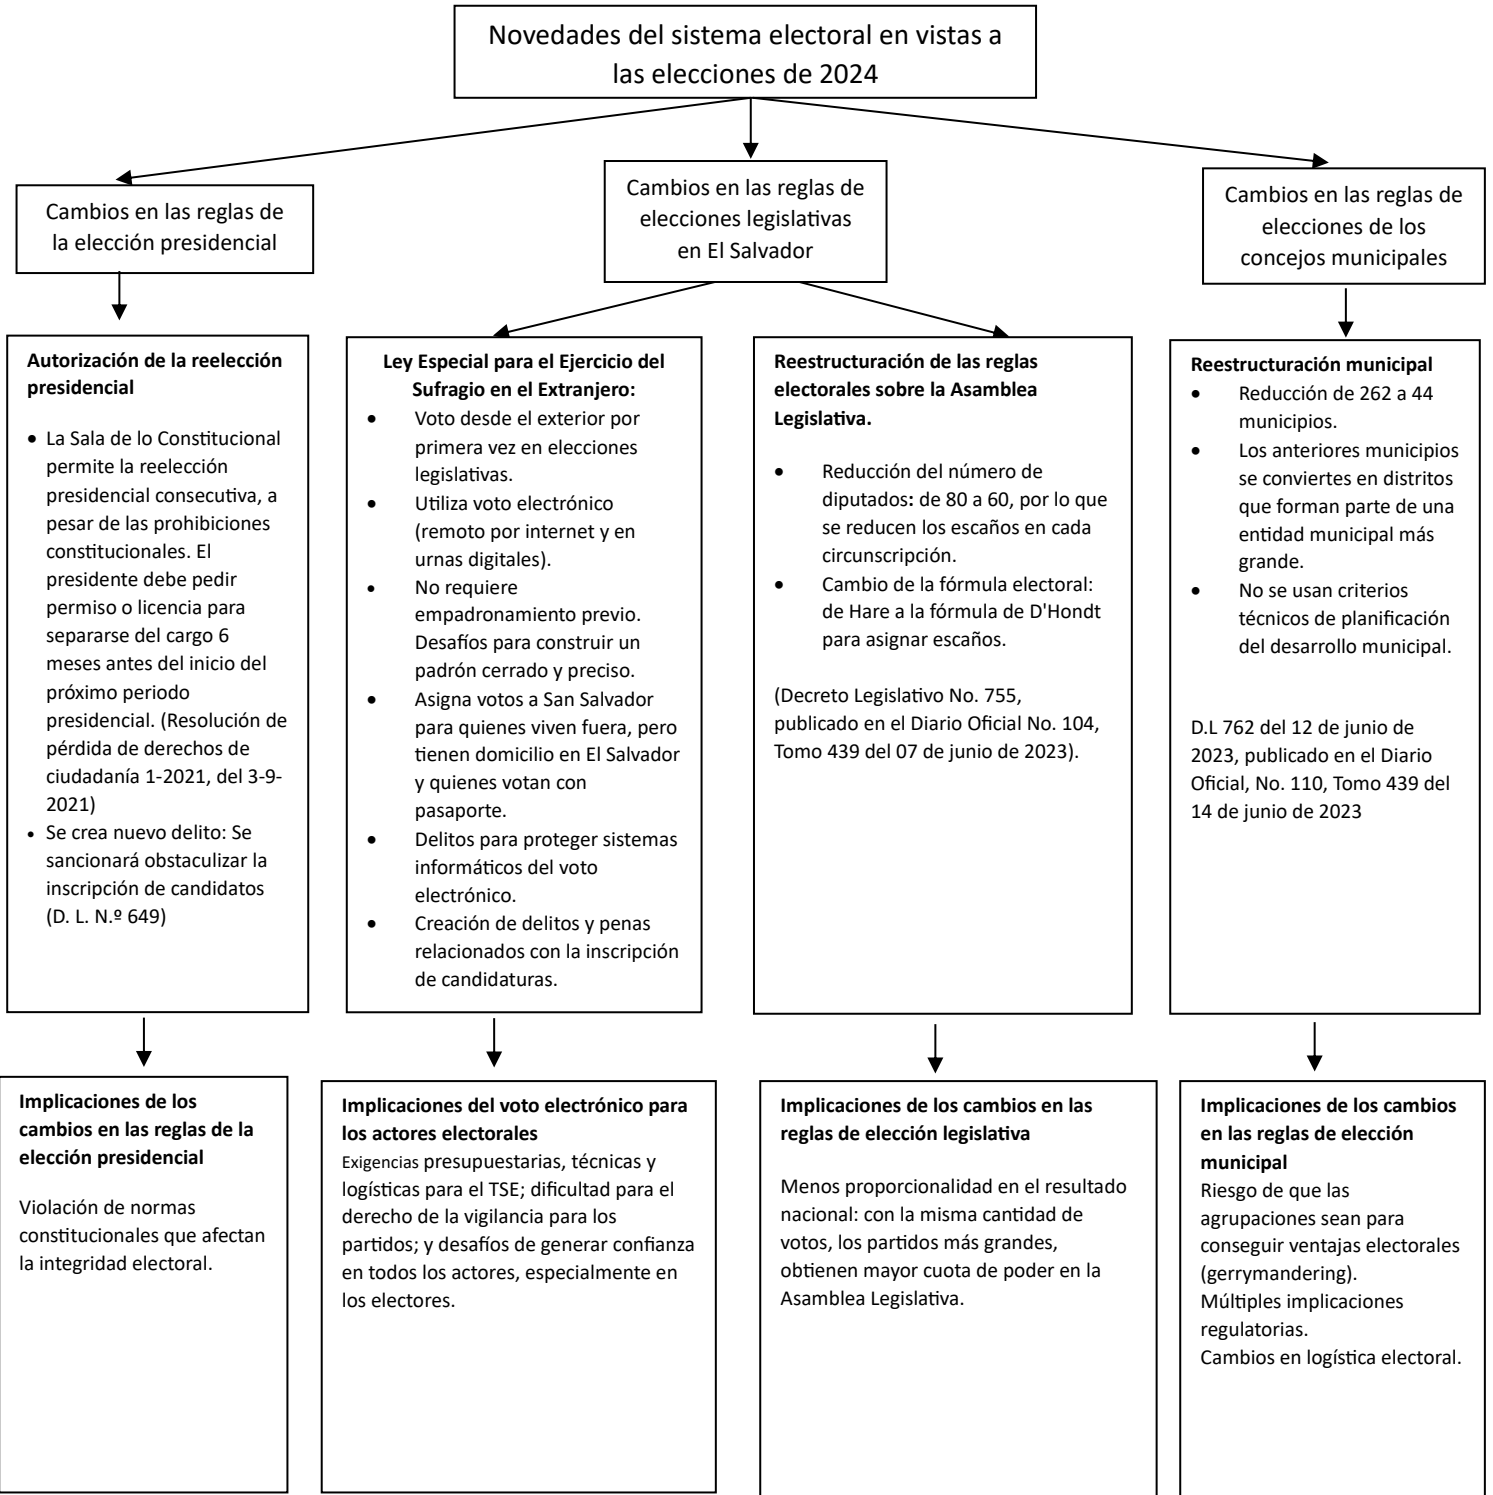 Novedades del sistema electoral en vistas a
las elecciones de 2024
Cambios en las reglas de
la elección presidencial
Cambios en las reglas de
elecciones legislativas
en El Salvador
Cambios en las reglas de
elecciones de los
concejos municipales
Autorización de la reelección
presidencial
• La Sala de lo Constitucional
permite la reelección
presidencial consecutiva, a
pesar de las prohibiciones
constitucionales. El
presidente debe pedir
permiso o licencia para
separarse del cargo 6
meses antes del inicio del
próximo periodo
presidencial. (Resolución de
pérdida de derechos de
ciudadanía 1-2021, del 3-9-
2021)
• Se crea nuevo delito: Se
sancionará obstaculizar la
inscripción de candidatos
(D. L. N.º 649)
Ley Especial para el Ejercicio del
Sufragio en el Extranjero:
• Voto desde el exterior por
primera vez en elecciones
legislativas.
• Utiliza voto electrónico
(remoto por internet y en
urnas digitales).
• No requiere
empadronamiento previo.
Desafíos para construir un
padrón cerrado y preciso.
• Asigna votos a San Salvador
para quienes viven fuera, pero
tienen domicilio en El Salvador
y quienes votan con
pasaporte.
• Delitos para proteger sistemas
informáticos del voto
electrónico.
• Creación de delitos y penas
relacionados con la inscripción
de candidaturas.
Reestructuración de las reglas
electorales sobre la Asamblea
Legislativa.
• Reducción del número de
diputados: de 80 a 60, por lo que
se reducen los escaños en cada
circunscripción.
• Cambio de la fórmula electoral:
de Hare a la fórmula de D'Hondt
para asignar escaños.
(Decreto Legislativo No. 755,
publicado en el Diario Oficial No. 104,
Tomo 439 del 07 de junio de 2023).
Reestructuración municipal
• Reducción de 262 a 44
municipios.
• Los anteriores municipios
se conviertes en distritos
que forman parte de una
entidad municipal más
grande.
• No se usan criterios
técnicos de planificación
del desarrollo municipal.
D.L 762 del 12 de junio de
2023, publicado en el Diario
Oficial, No. 110, Tomo 439 del
14 de junio de 2023
Implicaciones de los
cambios en las reglas de la
elección presidencial
Violación de normas
constitucionales que afectan
la integridad electoral.
Implicaciones del voto electrónico para
los actores electorales
Exigencias presupuestarias, técnicas y
logísticas para el TSE; dificultad para el
derecho de la vigilancia para los
partidos; y desafíos de generar confianza
en todos los actores, especialmente en
los electores.
Implicaciones de los cambios en las
reglas de elección legislativa
Menos proporcionalidad en el resultado
nacional: con la misma cantidad de
votos, los partidos más grandes,
obtienen mayor cuota de poder en la
Asamblea Legislativa.
Implicaciones de los cambios
en las reglas de elección
municipal
Riesgo de que las
agrupaciones sean para
conseguir ventajas electorales
(gerrymandering).
Múltiples implicaciones
regulatorias.
Cambios en logística electoral.